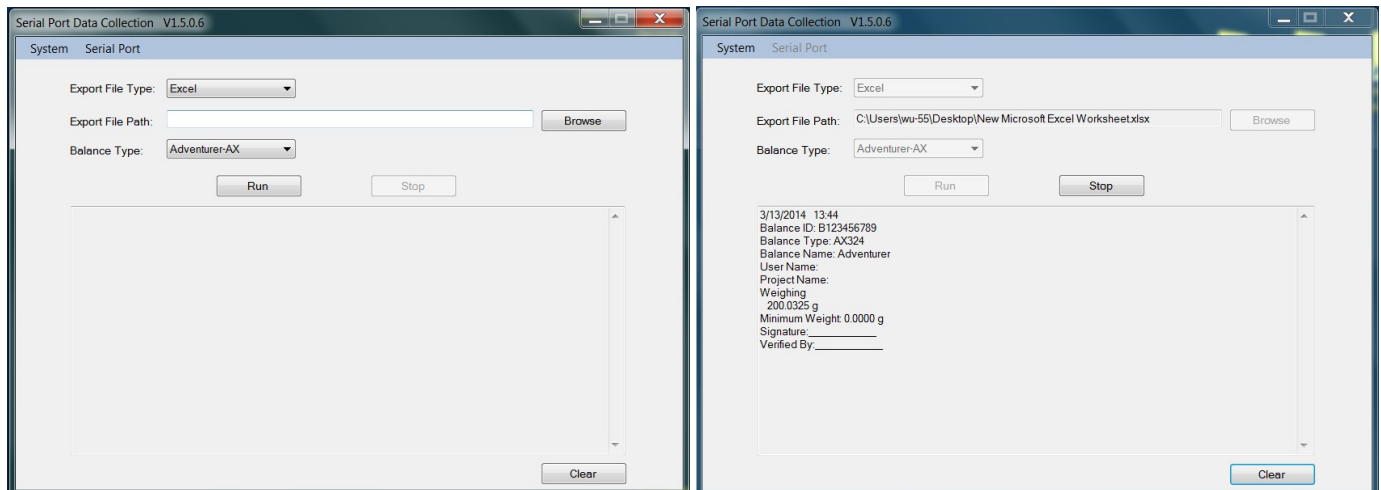 Serial Port Data Collection V1.5.0.6
System Serial Port
Export File Type: Excel
Export File Path: Browse
Balance Type: Adventurer-AX
Run Stop
Clear
Serial Port Data Collection V1.5.0.6
System Serial Port
Export File Type: Excel
Export File Path: C:\Users\wu-55\Desktop\New Microsoft Excel Worksheet.xlsx Browse
Balance Type: Adventurer-AX
Run Stop
3/13/2014 13:44
Balance ID: B123456789
Balance Type: AX324
Balance Name: Adventurer
User Name:
Project Name:
Weighing
200.0325 g
Minimum Weight: 0.0000 g
Signature:____________
Verified By:____________
Clear